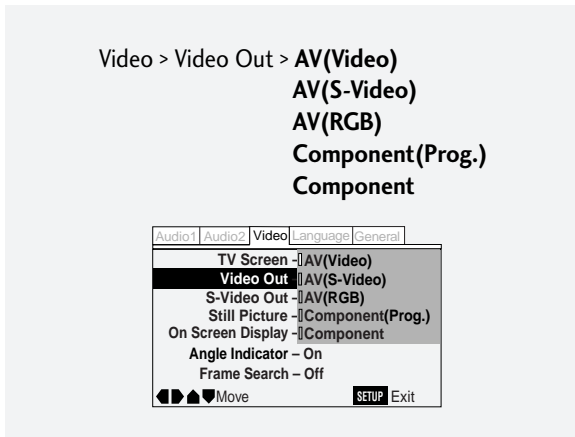 Video > Video Out > AV(Video)
AV(S-Video)
AV(RGB)
Component(Prog.)
Component
Audio1 Audio2 Video Language General
TV Screen – AV(Video)
Video Out AV(S-Video)
S-Video Out – AV(RGB)
Still Picture – Component(Prog.)
On Screen Display – Component
Angle Indicator – On
Frame Search – Off
Move SETUP Exit